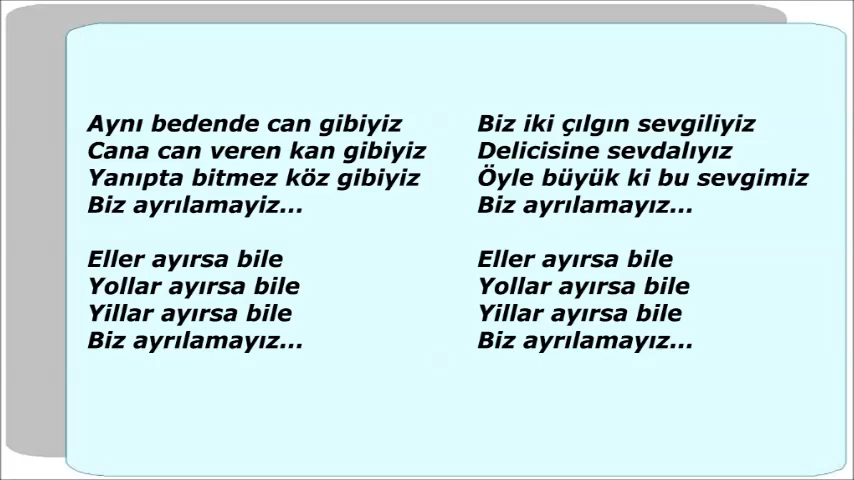 Aynı bedende can gibiyiz
Cana can veren kan gibiyiz
Yanıpta bitmez köz gibiyiz
Biz ayrılamayiz...
Eller ayırsa bile
Yollar ayırsa bile
Yillar ayırsa bile
Biz ayrılamayız...
Biz iki çılgın sevgiliyiz
Delicisine sevdalıyız
Öyle büyük ki bu sevgimiz
Biz ayrılamayız...
Eller ayırsa bile
Yollar ayırsa bile
Yillar ayırsa bile
Biz ayrılamayız...